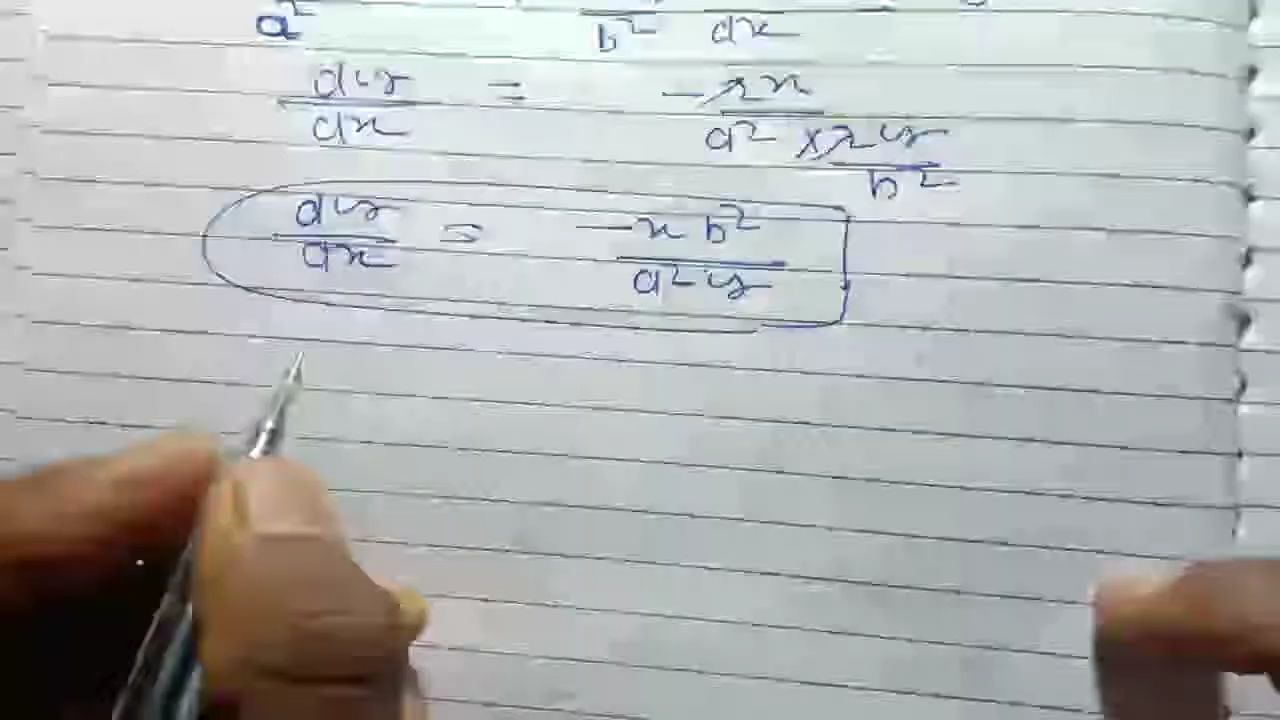 a² b² dx
dy/dx = -2x/(a² × 2y/b²)
dy/dx = -x b²/(a² y)